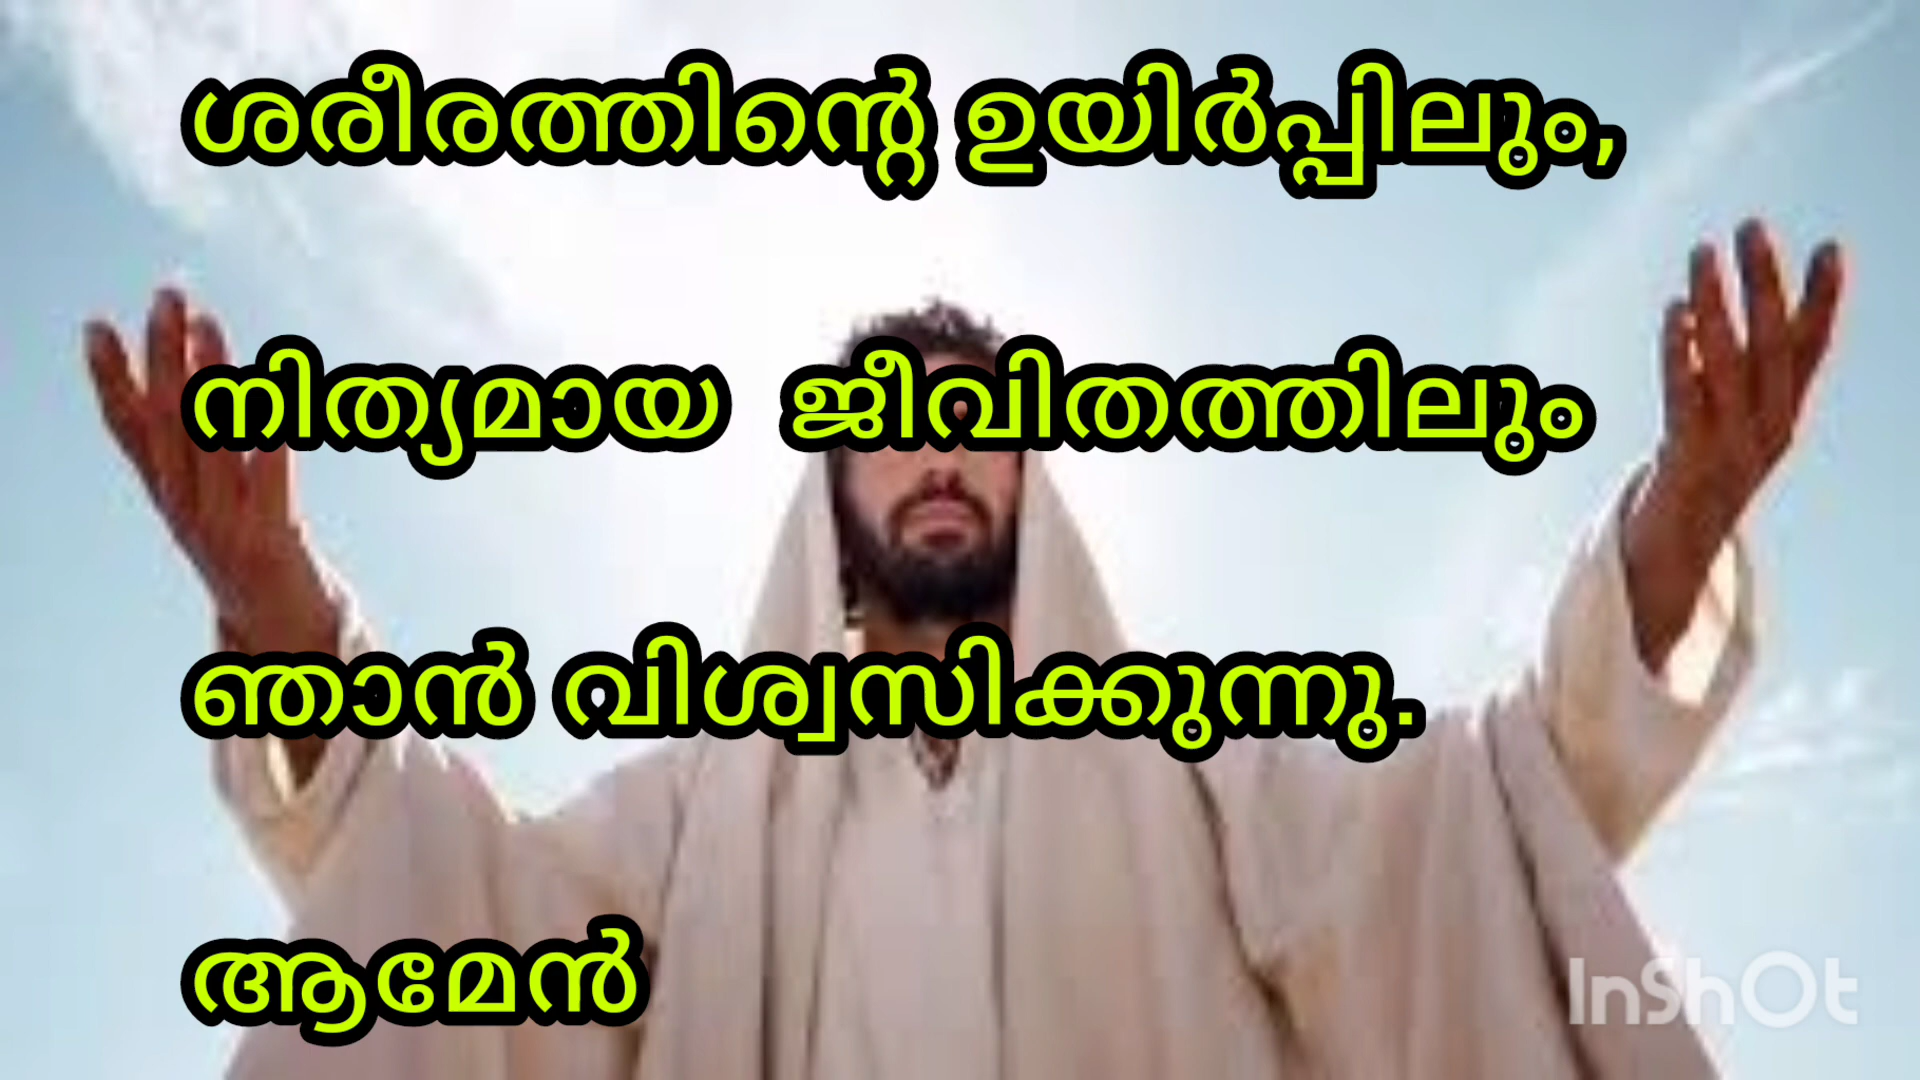 ശരീരത്തിന്റെ ഉയിർപ്പിലും,
നിത്യമായ ജീവിതത്തിലും
ഞാൻ വിശ്വസിക്കുന്നു.
ആമേൻ
InShOt